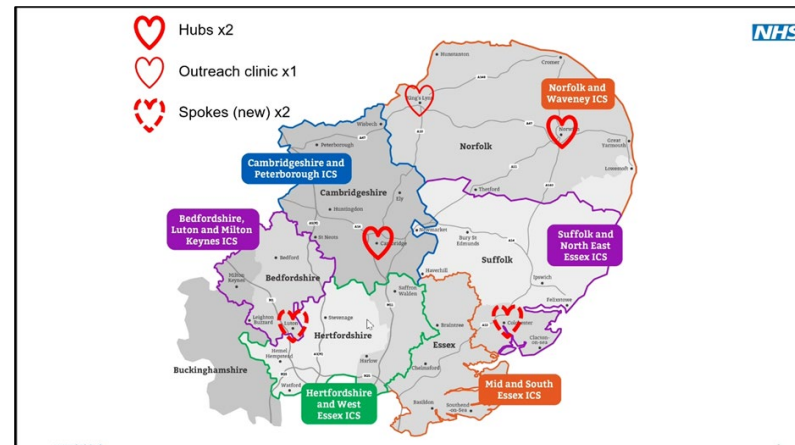 Hubs x2
NHS
Outreach clinic x1
Spokes (new) x2
Norfolk and
Waveney ICS
Cambridgeshire and
Peterborough ICS
Bedfordshire,
Luton and Milton
Keynes ICS
Suffolk and
North East
Essex ICS
Mid and South
Essex ICS
Hertfordshire
and West
Essex ICS
Hunstanton
Cromer
King's Lynn
Wisbech
Norwich
Peterborough
Norfolk
Great
Yarmouth
Lowestoft
Thetford
Cambridgeshire
Ely
Huntingdon
St Neots
Cambridge
Newmarket
Bury St
Edmunds
Suffolk
Haverhill
Ipswich
Felixstowe
Bedford
Milton
Keynes
Bedfordshire
Saffron
Walden
Leighton
Buzzard
Luton
Stevenage
Hertfordshire
Braintree
Colchester
Clacton-
on-Sea
Essex
Hemel
Hempstead
Harlow
Chelmsford
Buckinghamshire
Watford
Basildon
Southend
-on-Sea